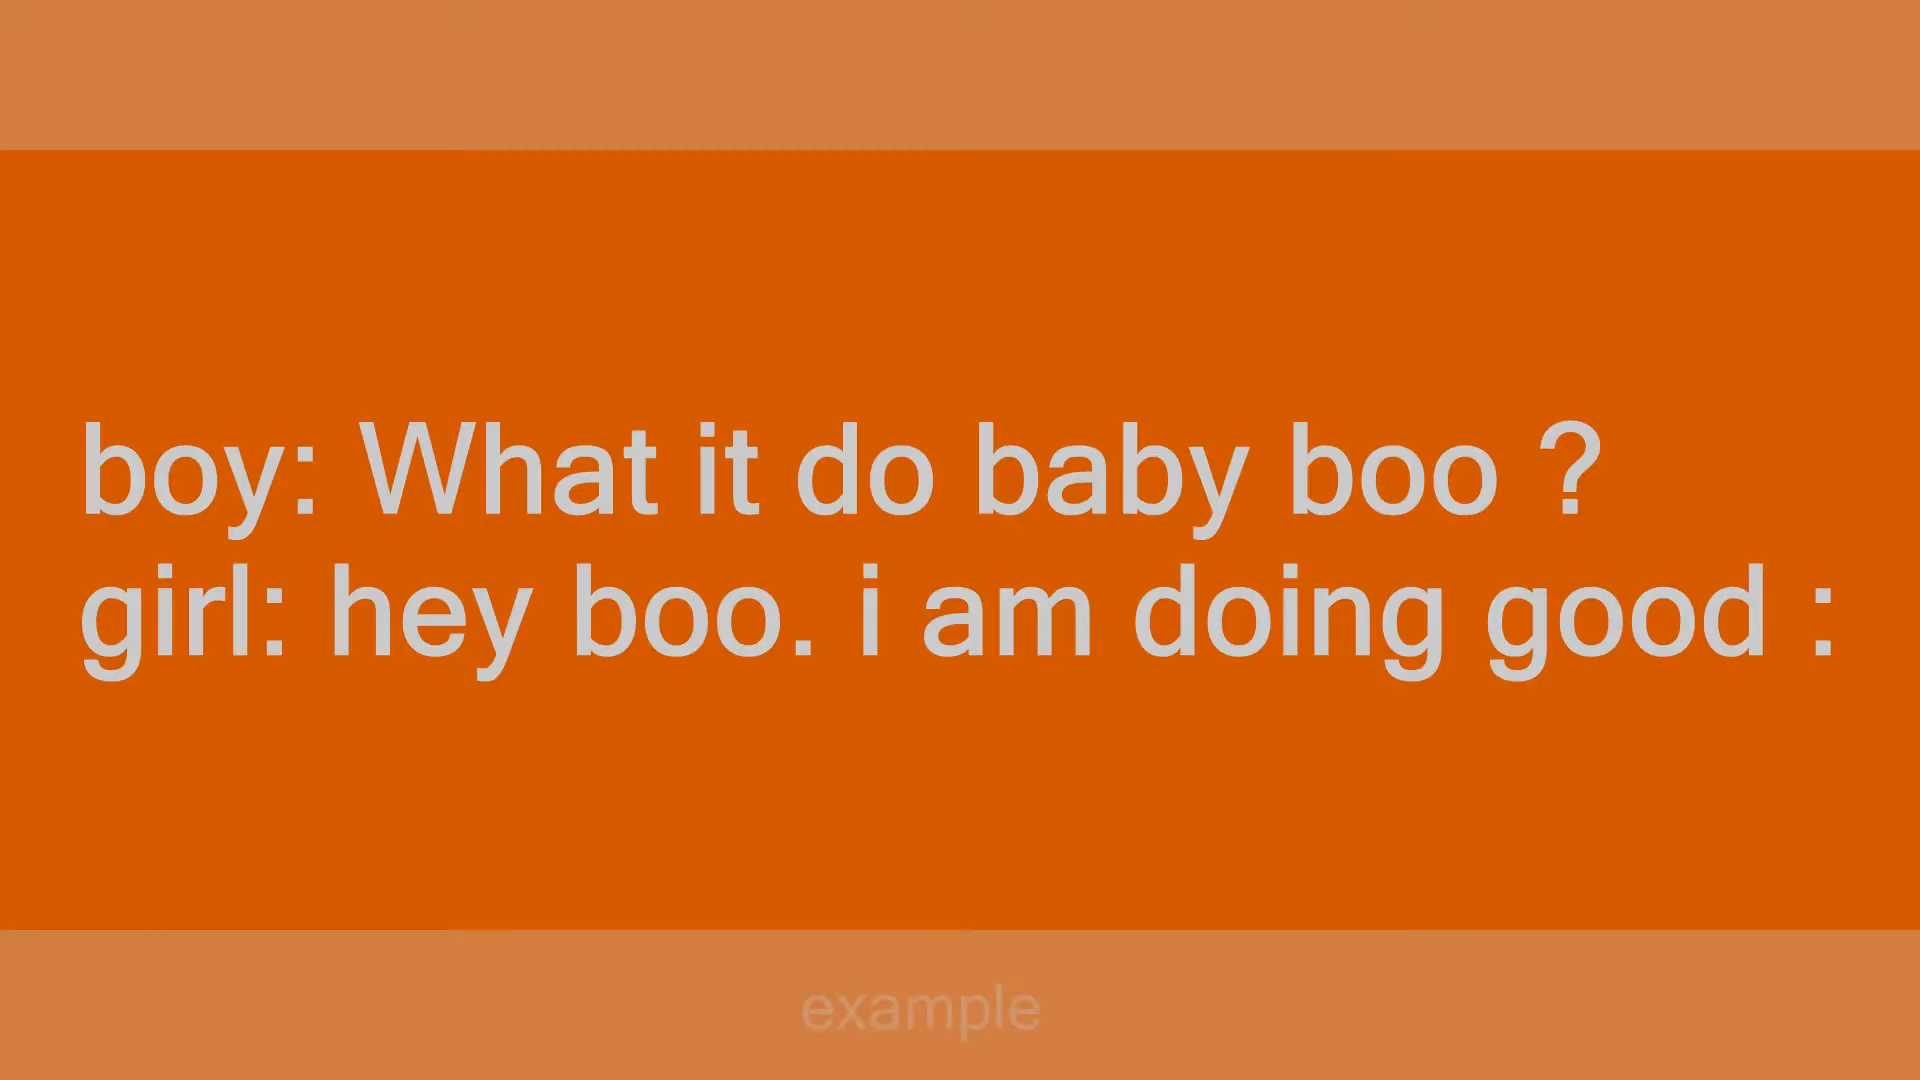 boy: What it do baby boo ?
girl: hey boo. i am doing good :
example